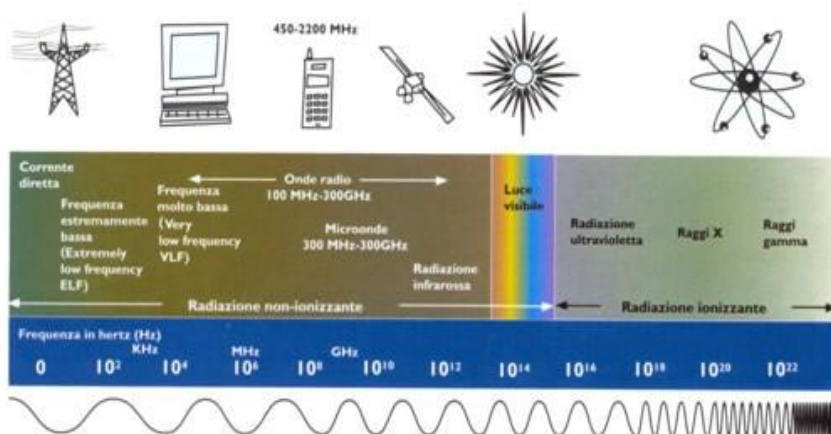 450-2200 MHz
Corrente
diretta
Frequenza
estremamente
bassa
(Extremely
low frequency
ELF)
Frequenza
molto bassa
(Very
low frequency
VLF)
Onde radio
100 MHz-300GHz
Microonde
300 MHz-300GHz
Radiazione
infrarossa
Luce
visibile
Radiazione
ultravioletta
Raggi X
Raggi
gamma
Radiazione non-ionizzante
Radiazione ionizzante
Frequenza in hertz (Hz)
KHz MHz GHz
0 10² 10⁴ 10⁶ 10⁸ 10¹⁰ 10¹² 10¹⁴ 10¹⁶ 10¹⁸ 10²⁰ 10²²